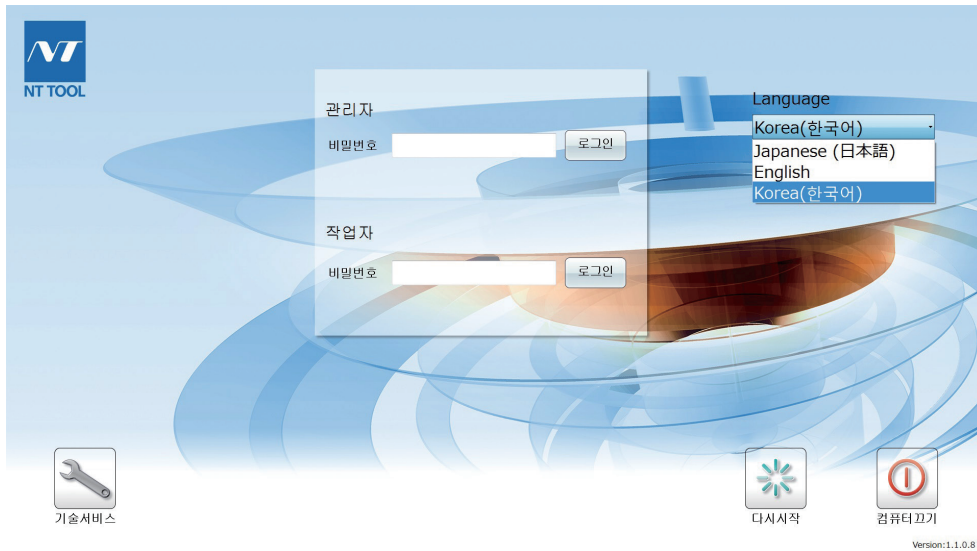 NT
NT TOOL
관리자
비밀번호
로그인
작업자
비밀번호
로그인
Language
Korea(한국어)
Japanese (日本語)
English
Korea(한국어)
기술서비스
다시시작
컴퓨터끄기
Version:1.1.0.8